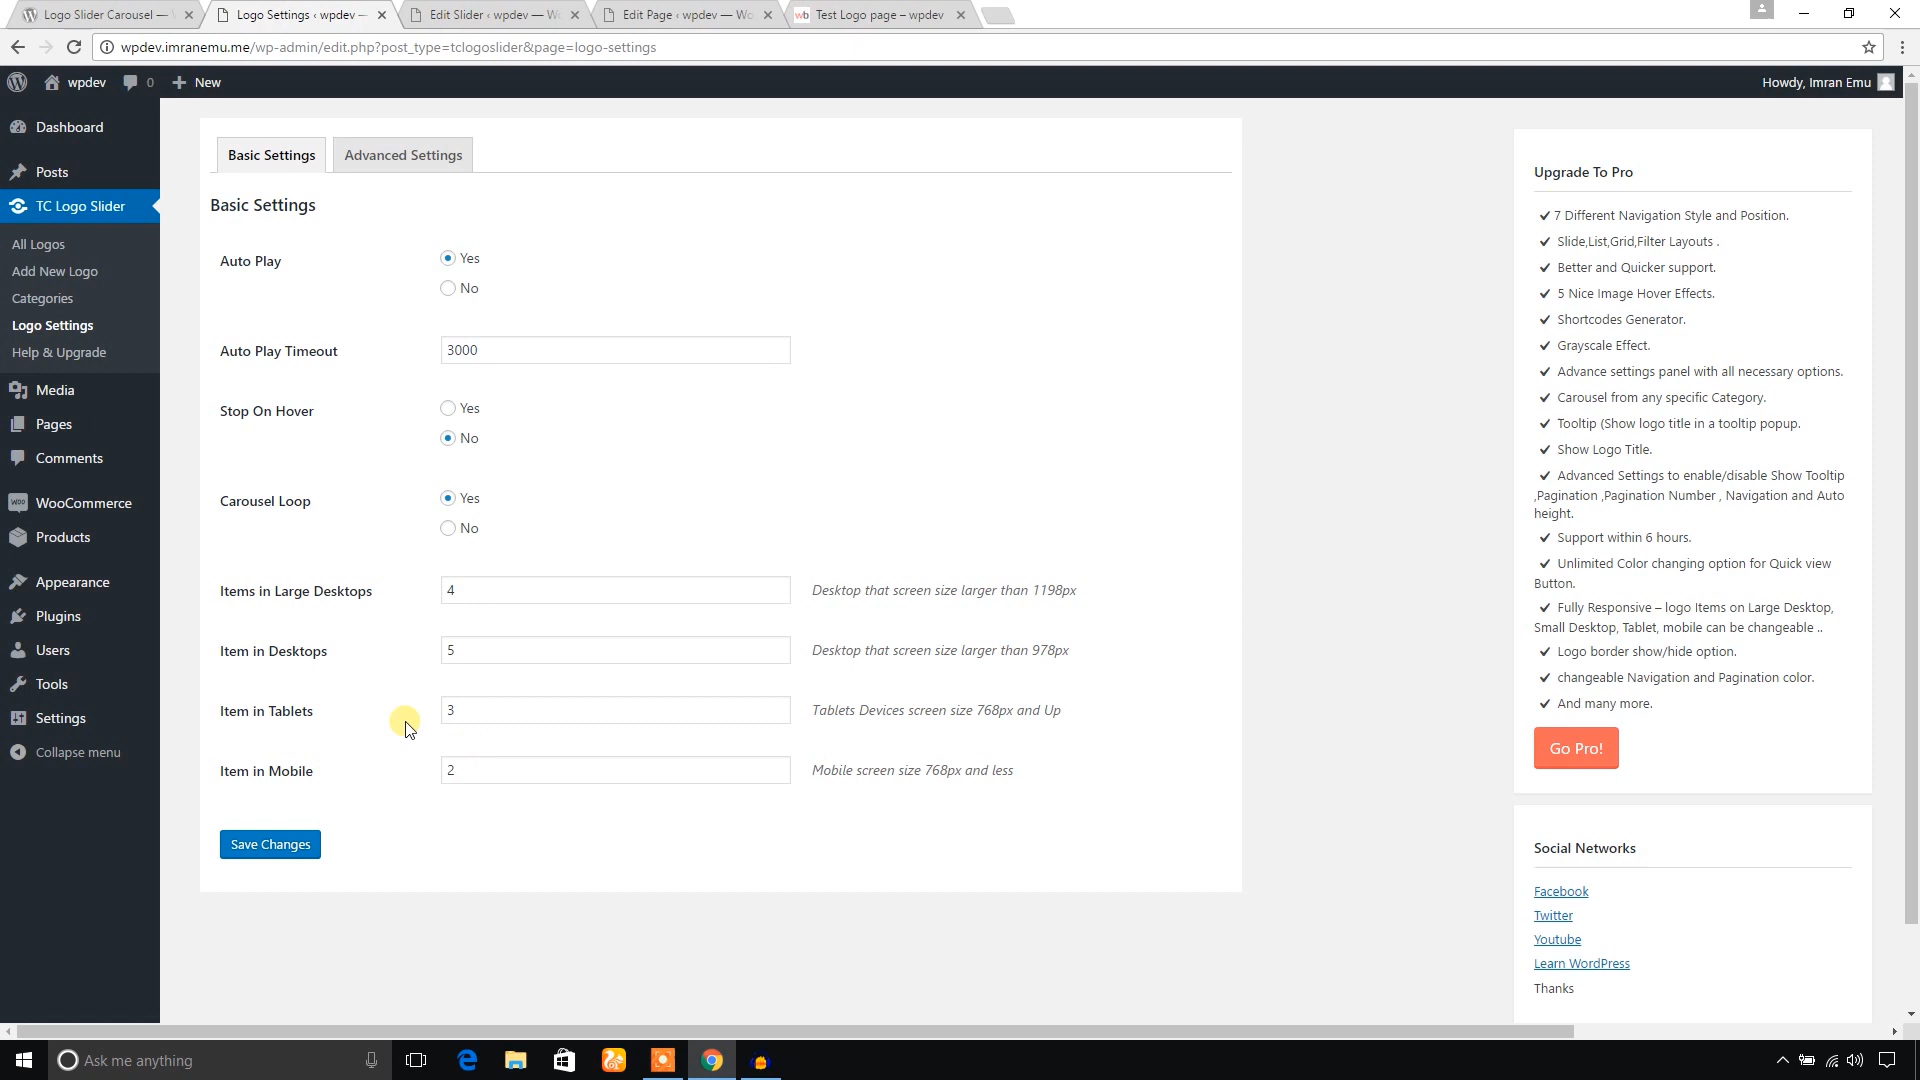 Logo Slider Carousel —
Logo Settings ‹ wpdev —
Edit Slider ‹ wpdev — W
Edit Page ‹ wpdev — Wo
wb Test Logo page – wpdev
wpdev.imranemu.me/wp-admin/edit.php?post_type=tclogoslider&page=logo-settings
wpdev
0
New
Howdy, Imran Emu
Dashboard
Posts
TC Logo Slider
All Logos
Add New Logo
Categories
Logo Settings
Help & Upgrade
Media
Pages
Comments
Woo WooCommerce
Products
Appearance
Plugins
Users
Tools
Settings
Collapse menu
Basic Settings
Advanced Settings
Basic Settings
Auto Play
Yes
No
Auto Play Timeout
3000
Stop On Hover
Yes
No
Carousel Loop
Yes
No
Items in Large Desktops
4
Desktop that screen size larger than 1198px
Item in Desktops
5
Desktop that screen size larger than 978px
Item in Tablets
3
Tablets Devices screen size 768px and Up
Item in Mobile
2
Mobile screen size 768px and less
Save Changes
Upgrade To Pro
✔ 7 Different Navigation Style and Position.
✔ Slide,List,Grid,Filter Layouts .
✔ Better and Quicker support.
✔ 5 Nice Image Hover Effects.
✔ Shortcodes Generator.
✔ Grayscale Effect.
✔ Advance settings panel with all necessary options.
✔ Carousel from any specific Category.
✔ Tooltip (Show logo title in a tooltip popup.
✔ Show Logo Title.
✔ Advanced Settings to enable/disable Show Tooltip
,Pagination ,Pagination Number , Navigation and Auto
height.
✔ Support within 6 hours.
✔ Unlimited Color changing option for Quick view
Button.
✔ Fully Responsive – logo Items on Large Desktop,
Small Desktop, Tablet, mobile can be changeable ..
✔ Logo border show/hide option.
✔ changeable Navigation and Pagination color.
✔ And many more.
Go Pro!
Social Networks
Facebook
Twitter
Youtube
Learn WordPress
Thanks
Ask me anything